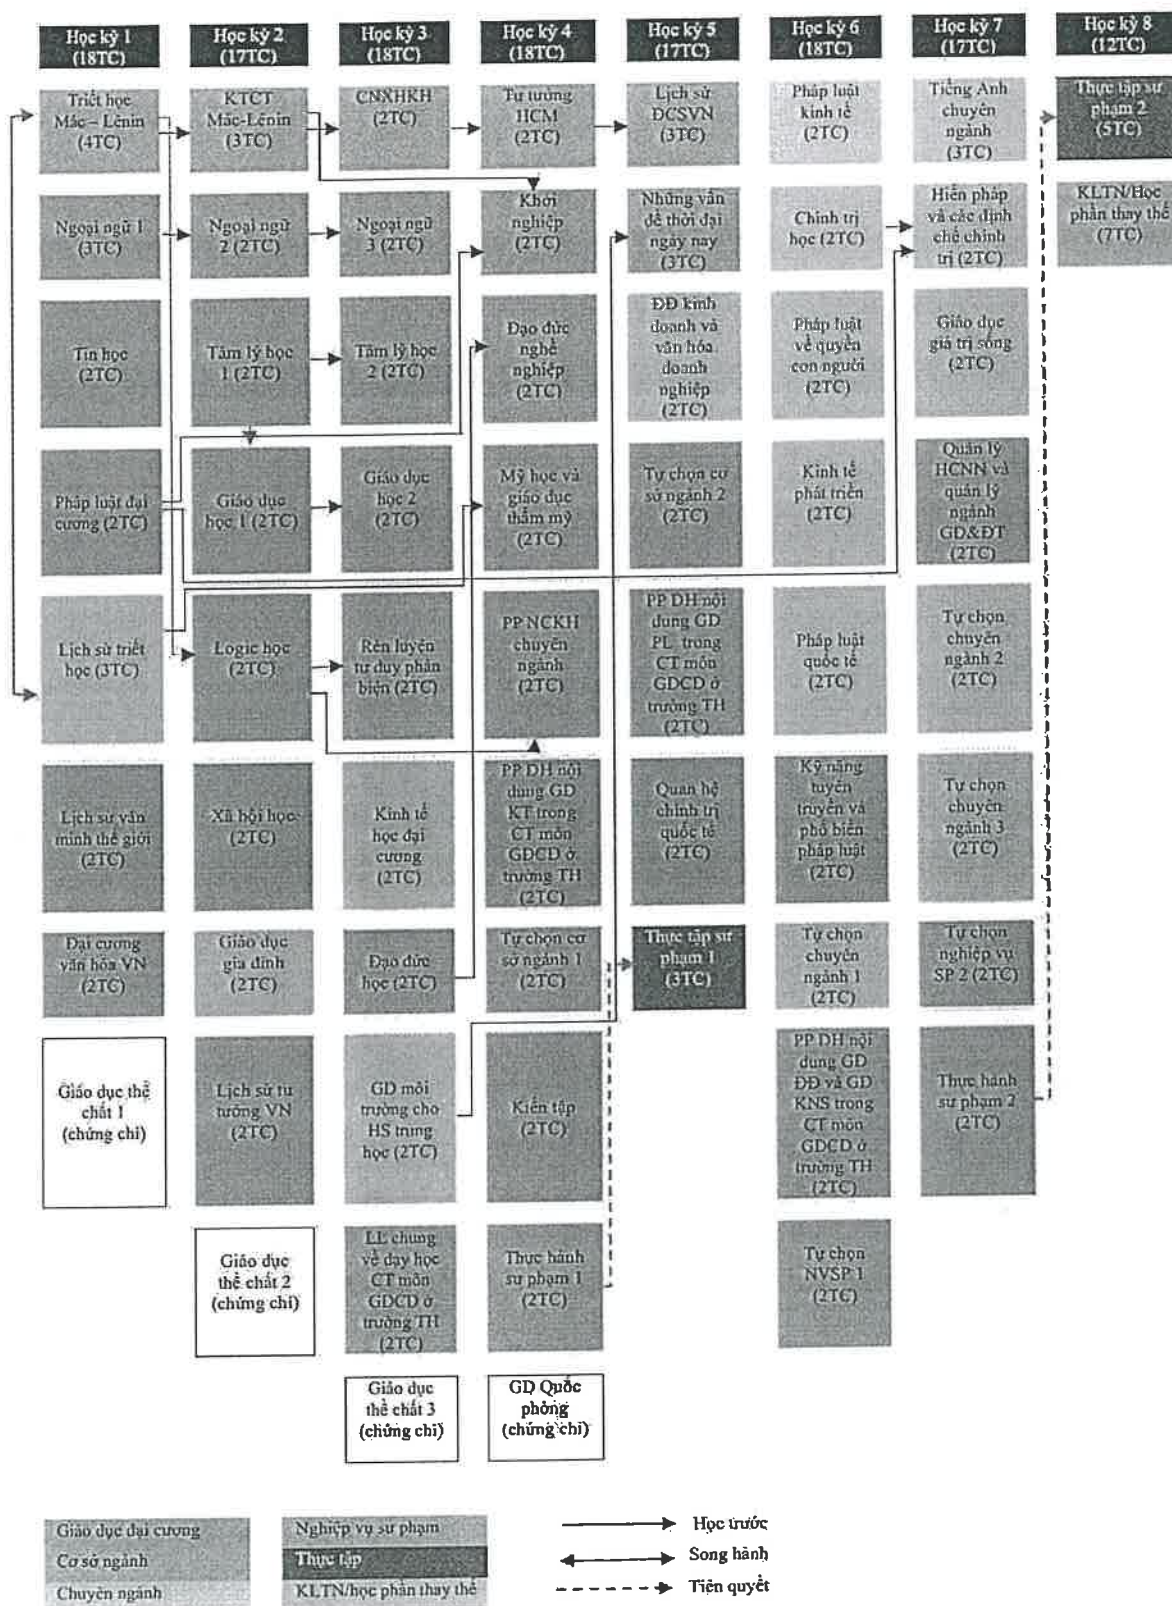 Học kỳ 1
(18TC)
Học kỳ 2
(17TC)
Học kỳ 3
(18TC)
Học kỳ 4
(18TC)
Học kỳ 5
(17TC)
Học kỳ 6
(18TC)
Học kỳ 7
(17TC)
Học kỳ 8
(12TC)
Triết học
Mác – Lênin
(4TC)
KTCT
Mác-Lênin
(3TC)
CNXHKH
(2TC)
Tư tưởng
HCM
(2TC)
Lịch sử
ĐCSVN
(3TC)
Pháp luật
kinh tế
(2TC)
Tiếng Anh
chuyên
ngành
(3TC)
Thực tập sư
phạm 2
(5TC)
Ngoại ngữ 1
(3TC)
Ngoại ngữ
2 (2TC)
Ngoại ngữ
3 (2TC)
Khởi
nghiệp
(2TC)
Những vấn
đề thời đại
ngày nay
(3TC)
Chính trị
học (2TC)
Hiến pháp
và các định
chế chính
trị (2TC)
KLTN/Học
phần thay thế
(7TC)
Tin học
(2TC)
Tâm lý học
1 (2TC)
Tâm lý học
2 (2TC)
Đạo đức
nghề
nghiệp
(2TC)
ĐĐ kinh
doanh và
văn hóa
doanh
nghiệp
(2TC)
Pháp luật
về quyền
con người
(2TC)
Giáo dục
giá trị sống
(2TC)
Pháp luật đại
cương (2TC)
Giáo dục
học 1 (2TC)
Giáo dục
học 2
(2TC)
Mỹ học và
giáo dục
thẩm mỹ
(2TC)
Tự chọn cơ
sở ngành 2
(2TC)
Kinh tế
phát triển
(2TC)
Quản lý
HCNN và
quản lý
ngành
GD&ĐT
(2TC)
Lịch sử triết
học (3TC)
Logic học
(2TC)
Rèn luyện
tư duy phản
biện (2TC)
PP NCKH
chuyên
ngành
(2TC)
PP DH nội
dung GD
PL trong
CT môn
GDCD ở
trường TH
(2TC)
Pháp luật
quốc tế
(2TC)
Tự chọn
chuyên
ngành 2
(2TC)
Lịch sử văn
minh thế giới
(2TC)
Xã hội học
(2TC)
Kinh tế
học đại
cương
(2TC)
PP DH nội
dung GD
KT trong
CT môn
GDCD ở
trường TH
(2TC)
Quan hệ
chính trị
quốc tế
(2TC)
Kỹ năng
tuyên
truyền và
phổ biến
pháp luật
(2TC)
Tự chọn
chuyên
ngành 3
(2TC)
Đại cương
văn hóa VN
(2TC)
Giáo dục
gia đình
(2TC)
Đạo đức
học (2TC)
Tự chọn cơ
sở ngành 1
(2TC)
Thực tập sư
phạm 1
(3TC)
Tự chọn
chuyên
ngành 1
(2TC)
Tự chọn
nghiệp vụ
SP 2 (2TC)
Giáo dục thể
chất 1
(chứng chỉ)
Lịch sử tư
tưởng VN
(2TC)
GD môi
trường cho
HS trung
học (2TC)
Kiến tập
(2TC)
PP DH nội
dung GD
ĐĐ và GD
KNS trong
CT môn
GDCD ở
trường TH
(2TC)
Thực hành
sư phạm 2
(2TC)
Giáo dục
thể chất 2
(chứng chỉ)
LL chung
về dạy học
CT môn
GDCD ở
trường TH
(2TC)
Thực hành
sư phạm 1
(2TC)
Tự chọn
NVSP 1
(2TC)
Giáo dục
thể chất 3
(chứng chỉ)
GD Quốc
phòng
(chứng chỉ)
Giáo dục đại cương
Cơ sở ngành
Chuyên ngành
Nghiệp vụ sư phạm
Thực tập
KLTN/học phần thay thế
Học trước
Song hành
Tiên quyết